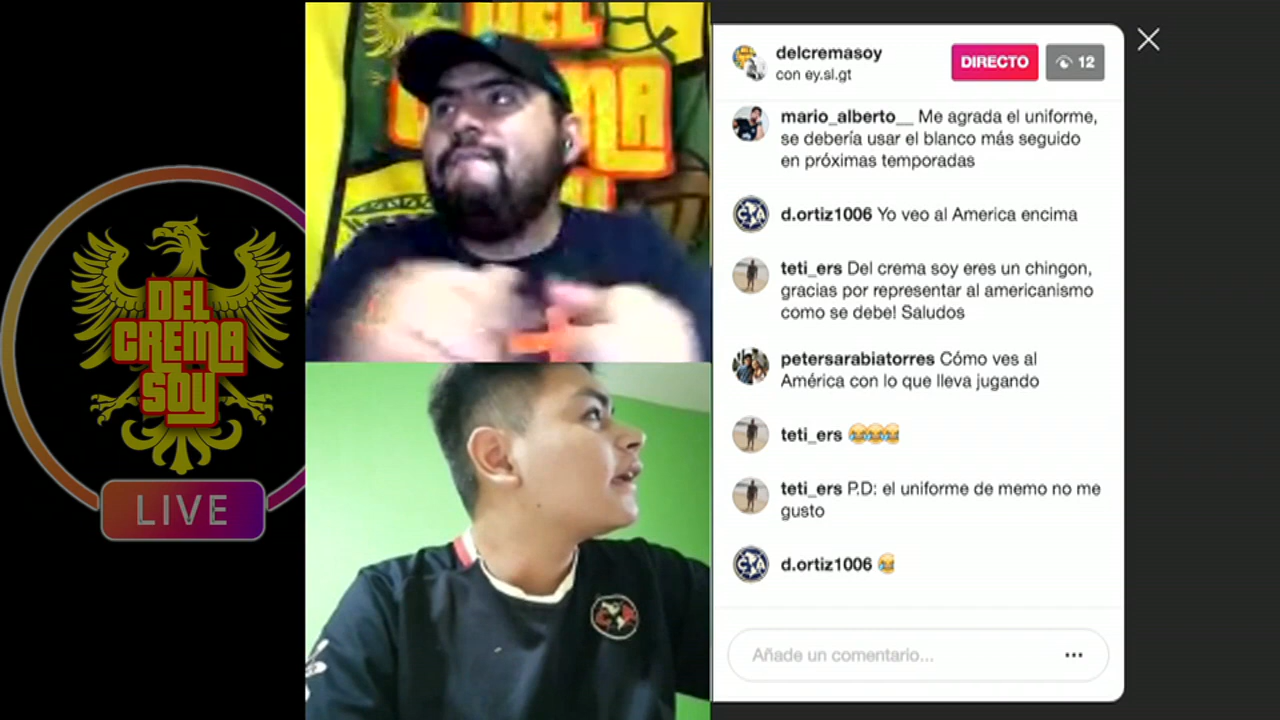 DEL
CREMA
SOY
LIVE
DEL
CREMA
delcremasoy
con ey.sl.gt
DIRECTO
12
mario_alberto__ Me agrada el uniforme,
se debería usar el blanco más seguido
en próximas temporadas
d.ortiz1006 Yo veo al America encima
teti_ers Del crema soy eres un chingon,
gracias por representar al americanismo
como se debe! Saludos
petersarabiatorres Cómo ves al
América con lo que lleva jugando
teti_ers 😂😂😂
teti_ers P.D: el uniforme de memo no me
gusto
d.ortiz1006 😂
Añade un comentario...